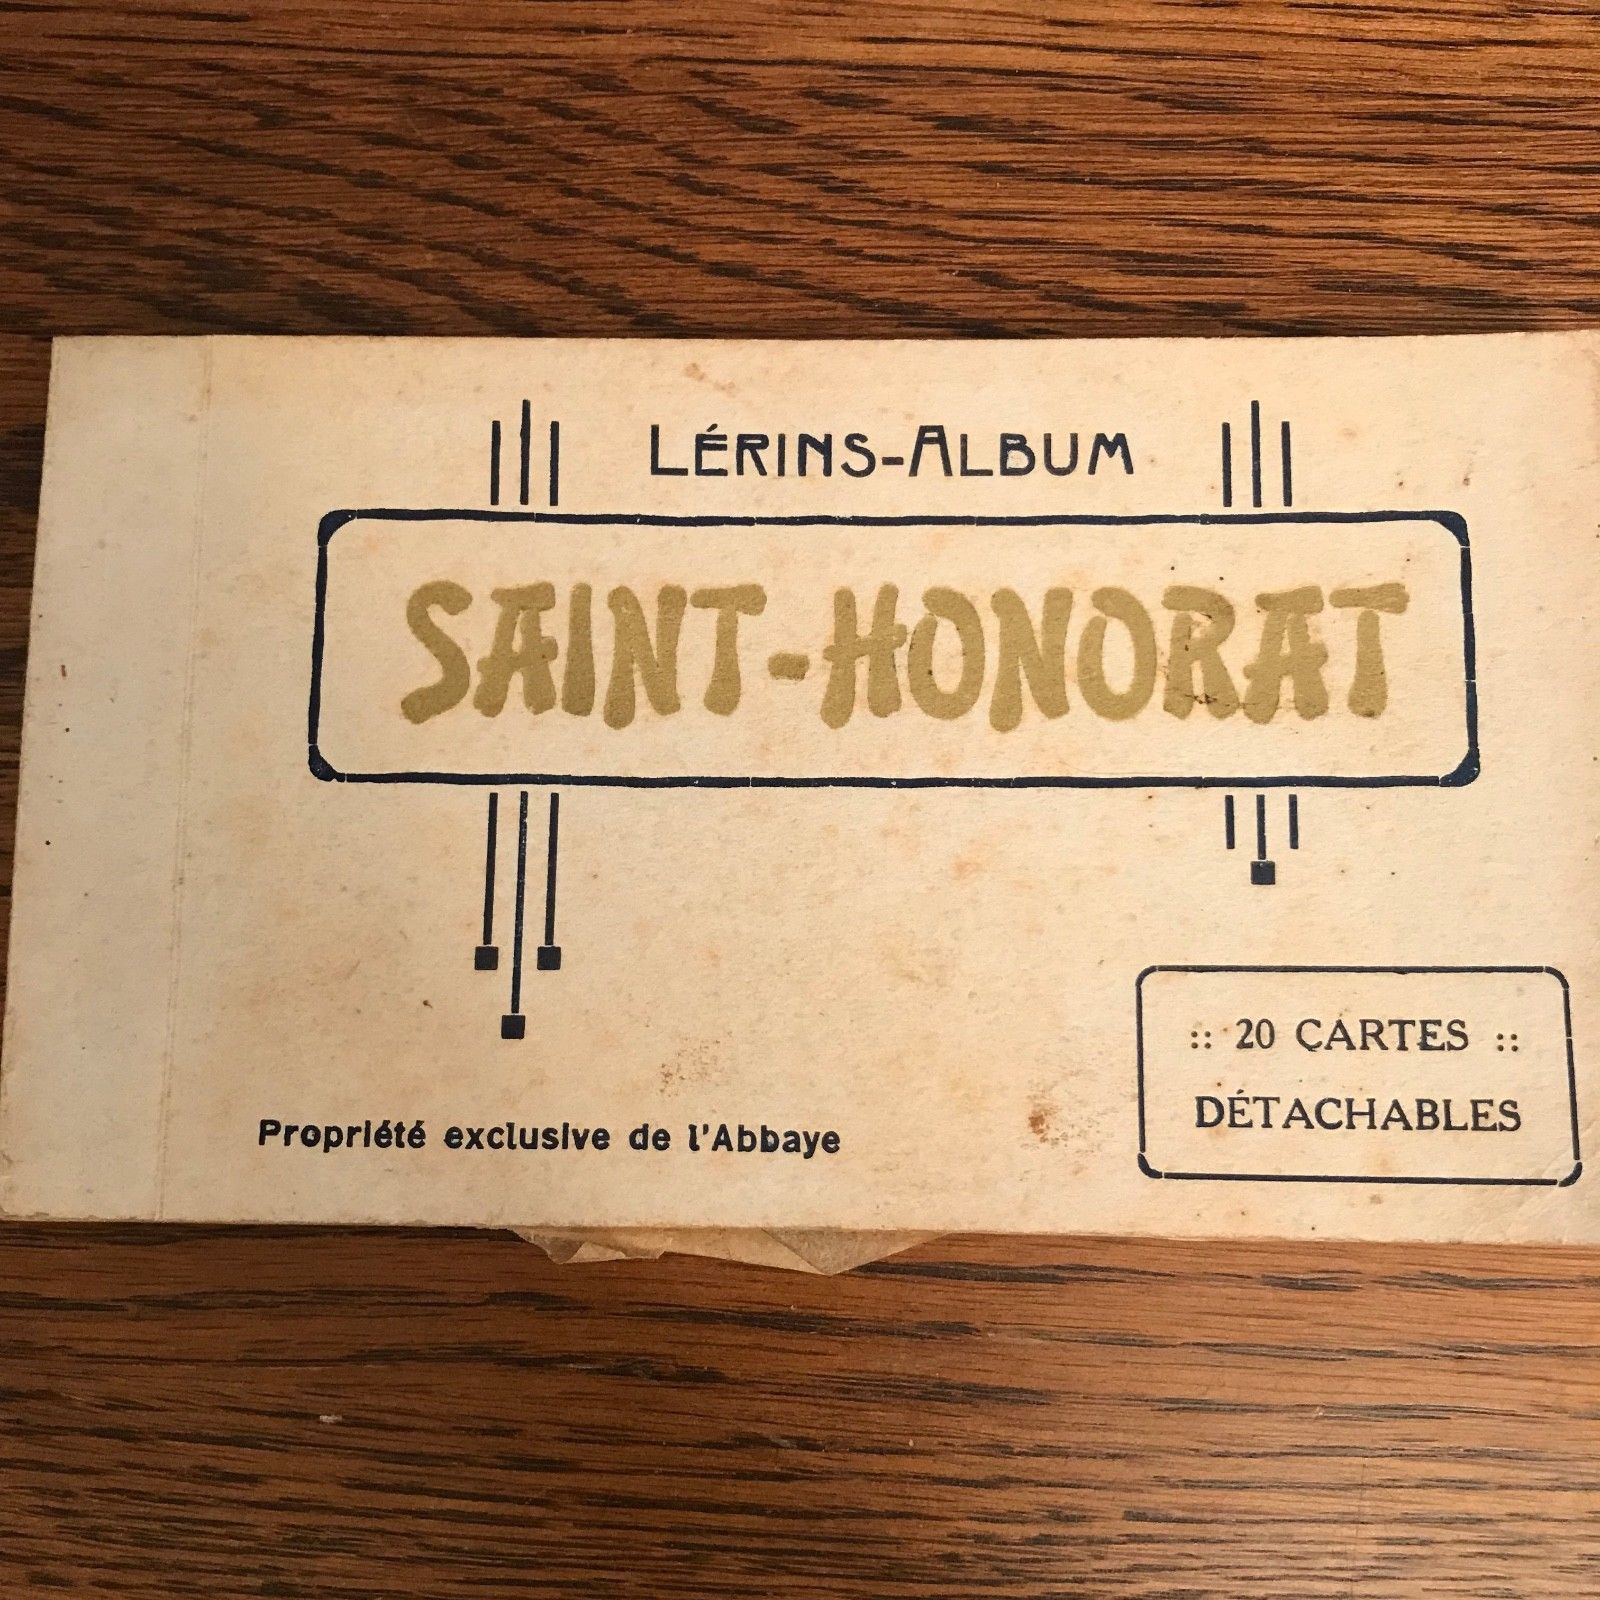 LÉRINS-ALBUM
SAINT-HONORAT
:: 20 CARTES ::
DÉTACHABLES
Propriété exclusive de l'Abbaye